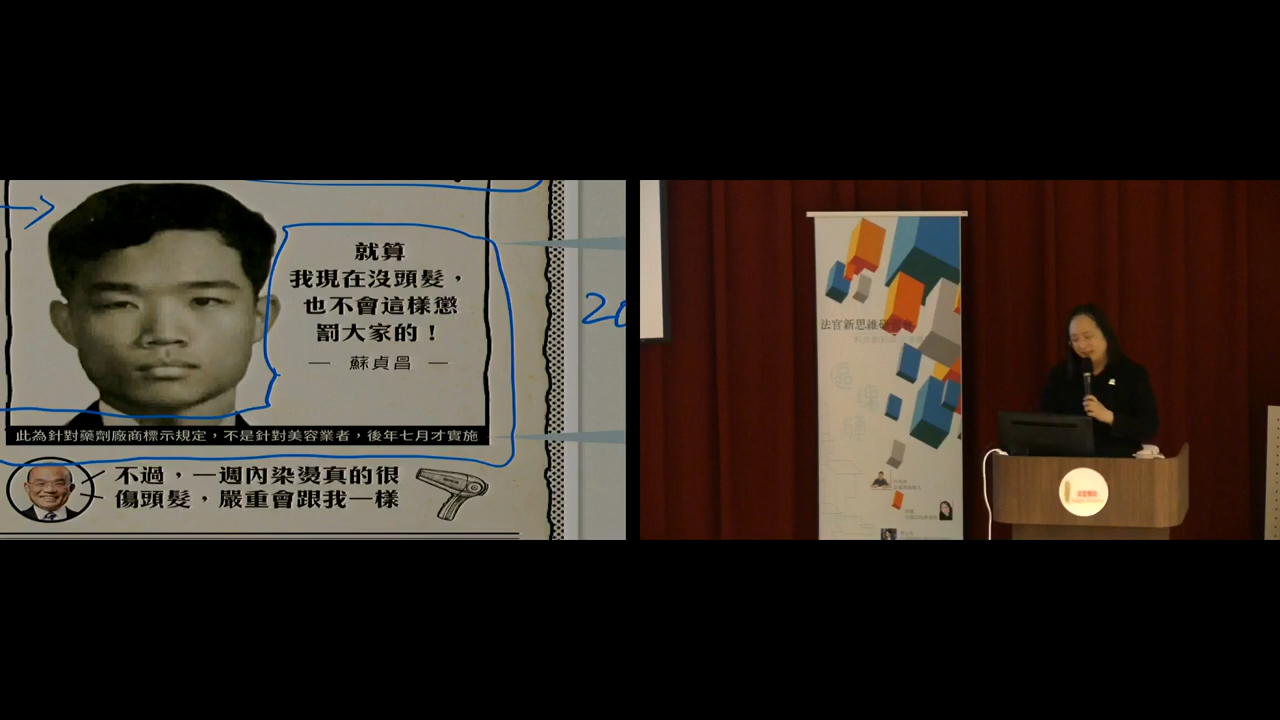 就算
我現在沒頭髮，
也不會這樣懲
罰大家的！
— 蘇貞昌 —
此為針對藥劑廠商標示規定，不是針對美容業者，後年七月才實施
不過，一週內染燙真的很
傷頭髮，嚴重會跟我一樣
20
法官新思維